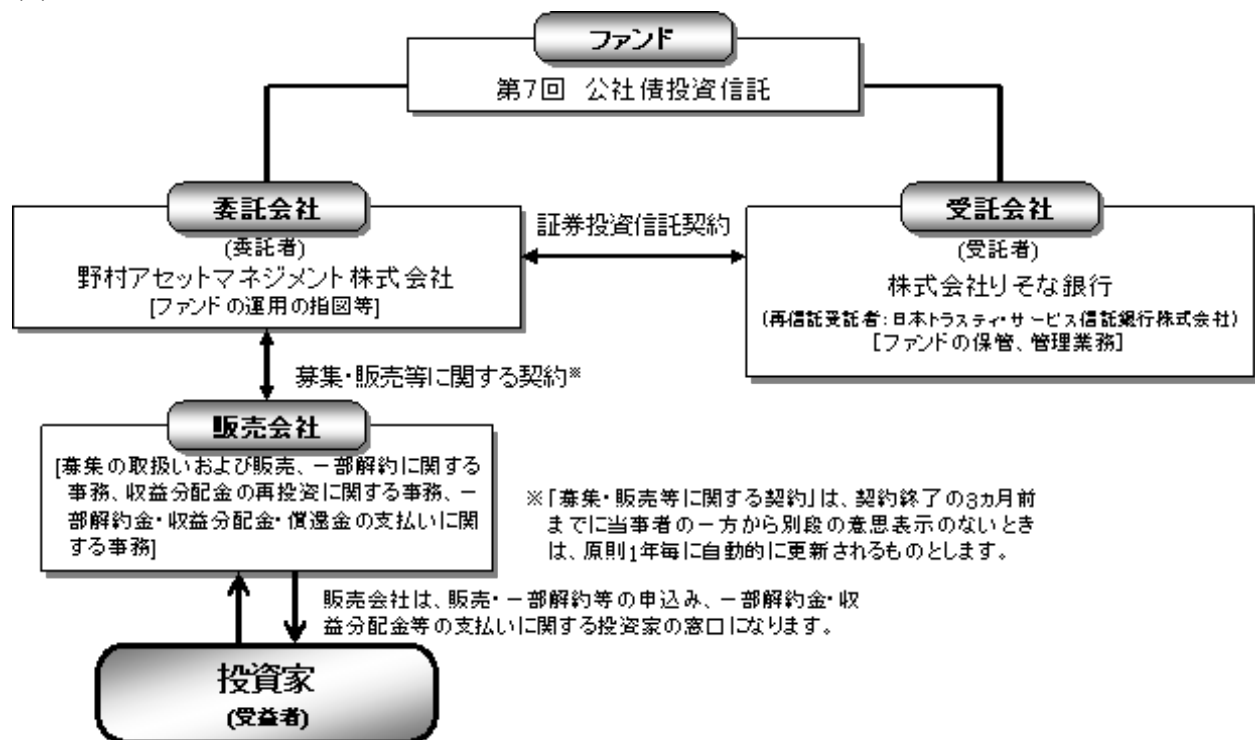 ファンド
第7回 公社債投資信託
委託会社
(委託者)
野村アセットマネジメント株式会社
[ファンドの運用の指図等]
証券投資信託契約
受託会社
(受託者)
株式会社りそな銀行
(再信託受託者:日本トラスティ・サービス信託銀行株式会社)
[ファンドの保管、管理業務]
募集・販売等に関する契約※
販売会社
[募集の取扱いおよび販売、一部解約に関する
事務、収益分配金の再投資に関する事務、一
部解約金・収益分配金・償還金の支払いに関
する事務]
※「募集・販売等に関する契約」は、契約終了の3ヵ月前
までに当事者の一方から別段の意思表示のないとき
は、原則1年毎に自動的に更新されるものとします。
販売会社は、販売・一部解約等の申込み、一部解約金・収
益分配金等の支払いに関する投資家の窓口になります。
投資家
(受益者)